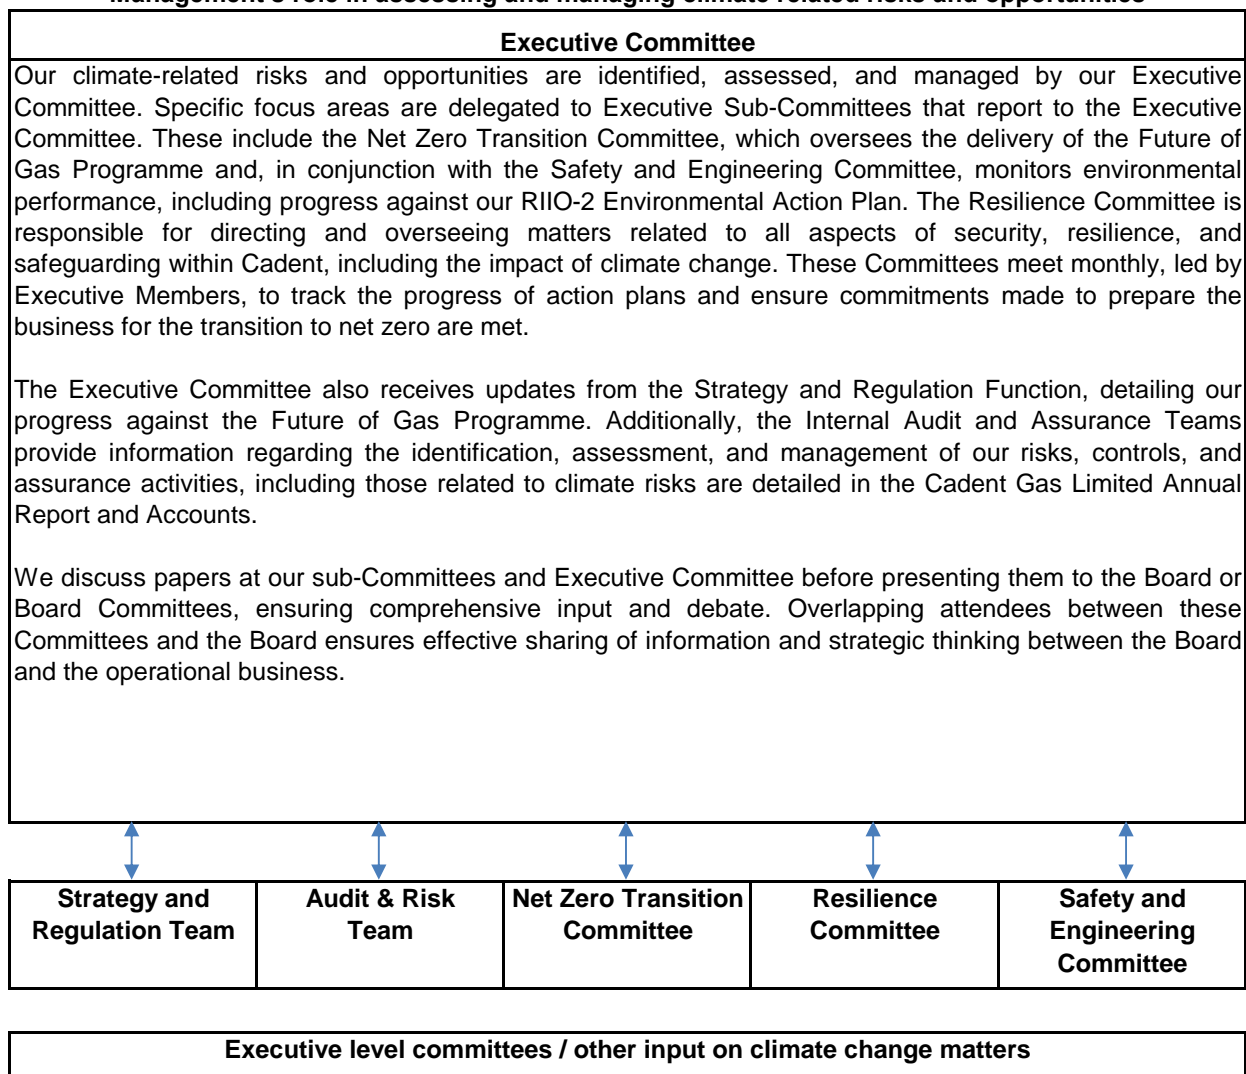 Management's role in assessing and managing climate-related risks and opportunities
Executive Committee
Our climate-related risks and opportunities are identified, assessed, and managed by our Executive
Committee. Specific focus areas are delegated to Executive Sub-Committees that report to the Executive
Committee. These include the Net Zero Transition Committee, which oversees the delivery of the Future of
Gas Programme and, in conjunction with the Safety and Engineering Committee, monitors environmental
performance, including progress against our RIIO-2 Environmental Action Plan. The Resilience Committee is
responsible for directing and overseeing matters related to all aspects of security, resilience, and
safeguarding within Cadent, including the impact of climate change. These Committees meet monthly, led by
Executive Members, to track the progress of action plans and ensure commitments made to prepare the
business for the transition to net zero are met.
The Executive Committee also receives updates from the Strategy and Regulation Function, detailing our
progress against the Future of Gas Programme. Additionally, the Internal Audit and Assurance Teams
provide information regarding the identification, assessment, and management of our risks, controls, and
assurance activities, including those related to climate risks are detailed in the Cadent Gas Limited Annual
Report and Accounts.
We discuss papers at our sub-Committees and Executive Committee before presenting them to the Board or
Board Committees, ensuring comprehensive input and debate. Overlapping attendees between these
Committees and the Board ensures effective sharing of information and strategic thinking between the Board
and the operational business.
Strategy and
Regulation Team
Audit & Risk
Team
Net Zero Transition
Committee
Resilience
Committee
Safety and
Engineering
Committee
Executive level committees / other input on climate change matters